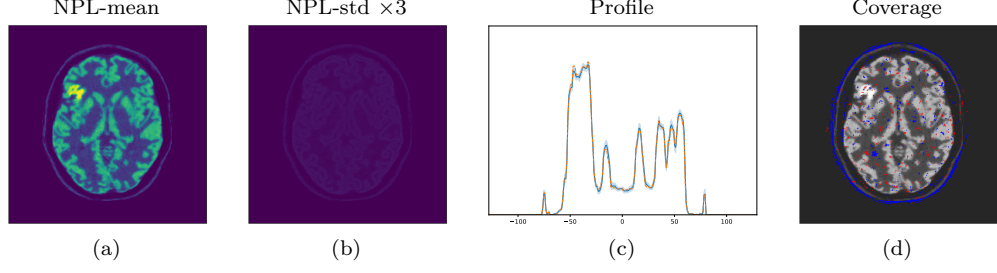 NPL-mean NPL-std ×3 Profile Coverage
−100 −50 0 50 100
(a) (b) (c) (d)